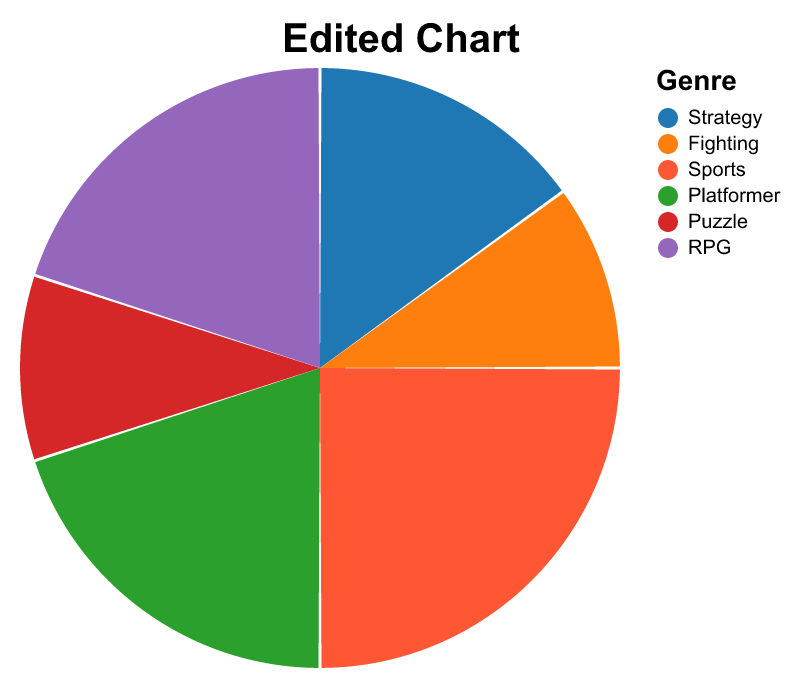 Edited Chart
Genre
Strategy
Fighting
Sports
Platformer
Puzzle
RPG